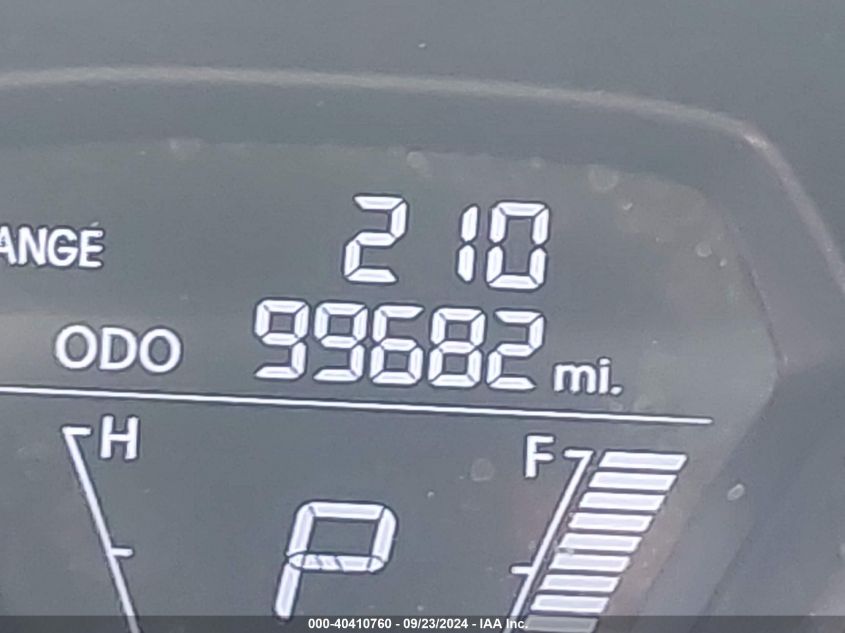 ANGE 210
ODO 99682 mi.
H F
P
000-40410760 - 09/23/2024 - IAA Inc.